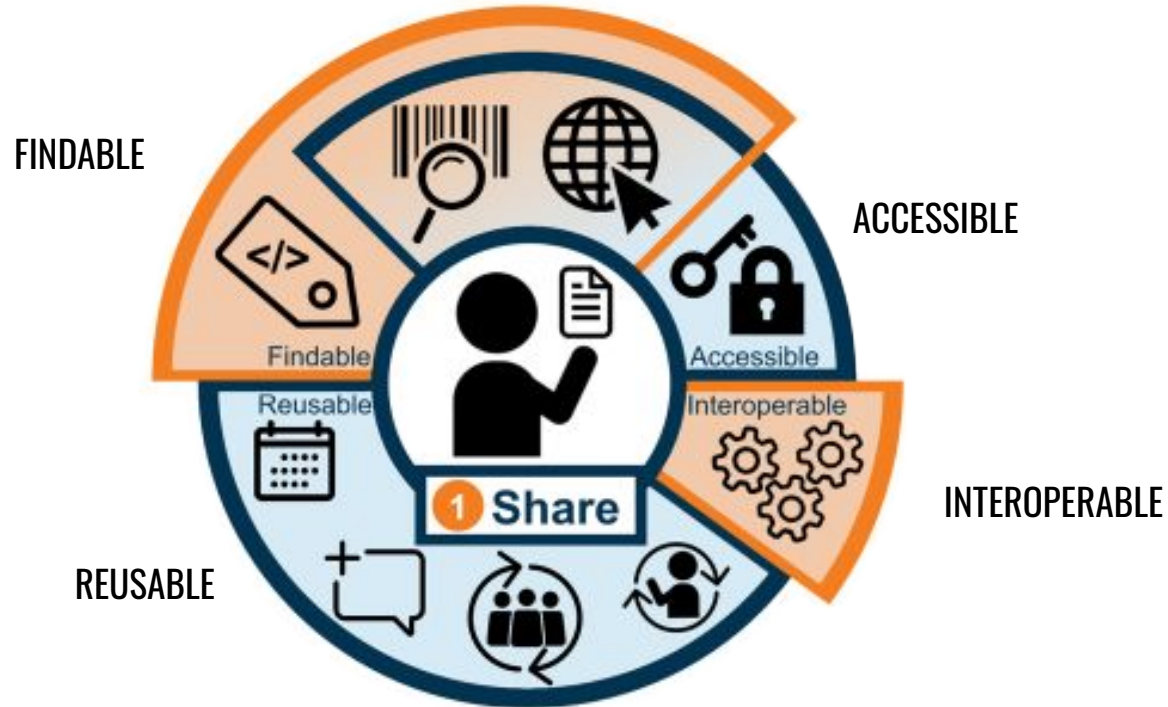 FINDABLE
ACCESSIBLE
</>
Findable
Accessible
Reusable
Interoperable
1 Share
INTEROPERABLE
REUSABLE